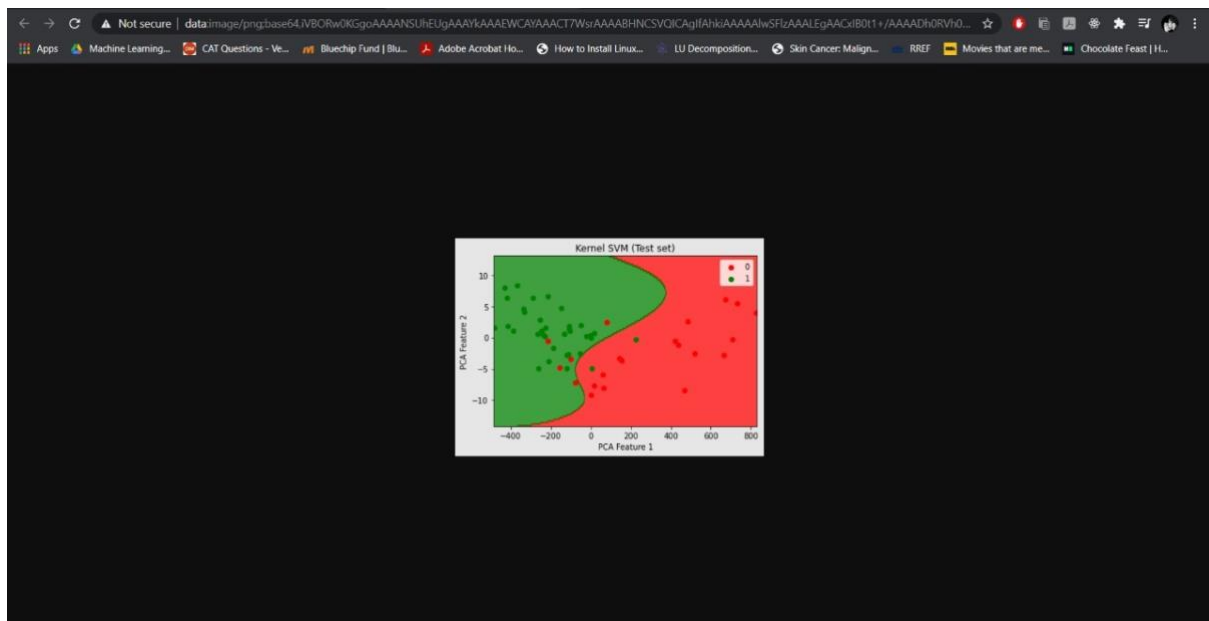 Not secure | data:image/png;base64,iVBORw0KGgoAAAANSUhEUgAAAYkAAAEWCAYAAACT7WsrAAAABHNCSVQICAgIfAhkiAAAAAlwSFlzAAALEgAACxIB0t1+/AAAADh0RVh0...
Apps Machine Learning... CAT Questions - Ve... Bluechip Fund | Blu... Adobe Acrobat Ho... How to Install Linux... LU Decomposition... Skin Cancer: Malign... RREF Movies that are me... Chocolate Feast | H...
Kernel SVM (Test set)
0
1
10
5
0
−5
−10
PCA Feature 2
−400 −200 0 200 400 600 800
PCA Feature 1